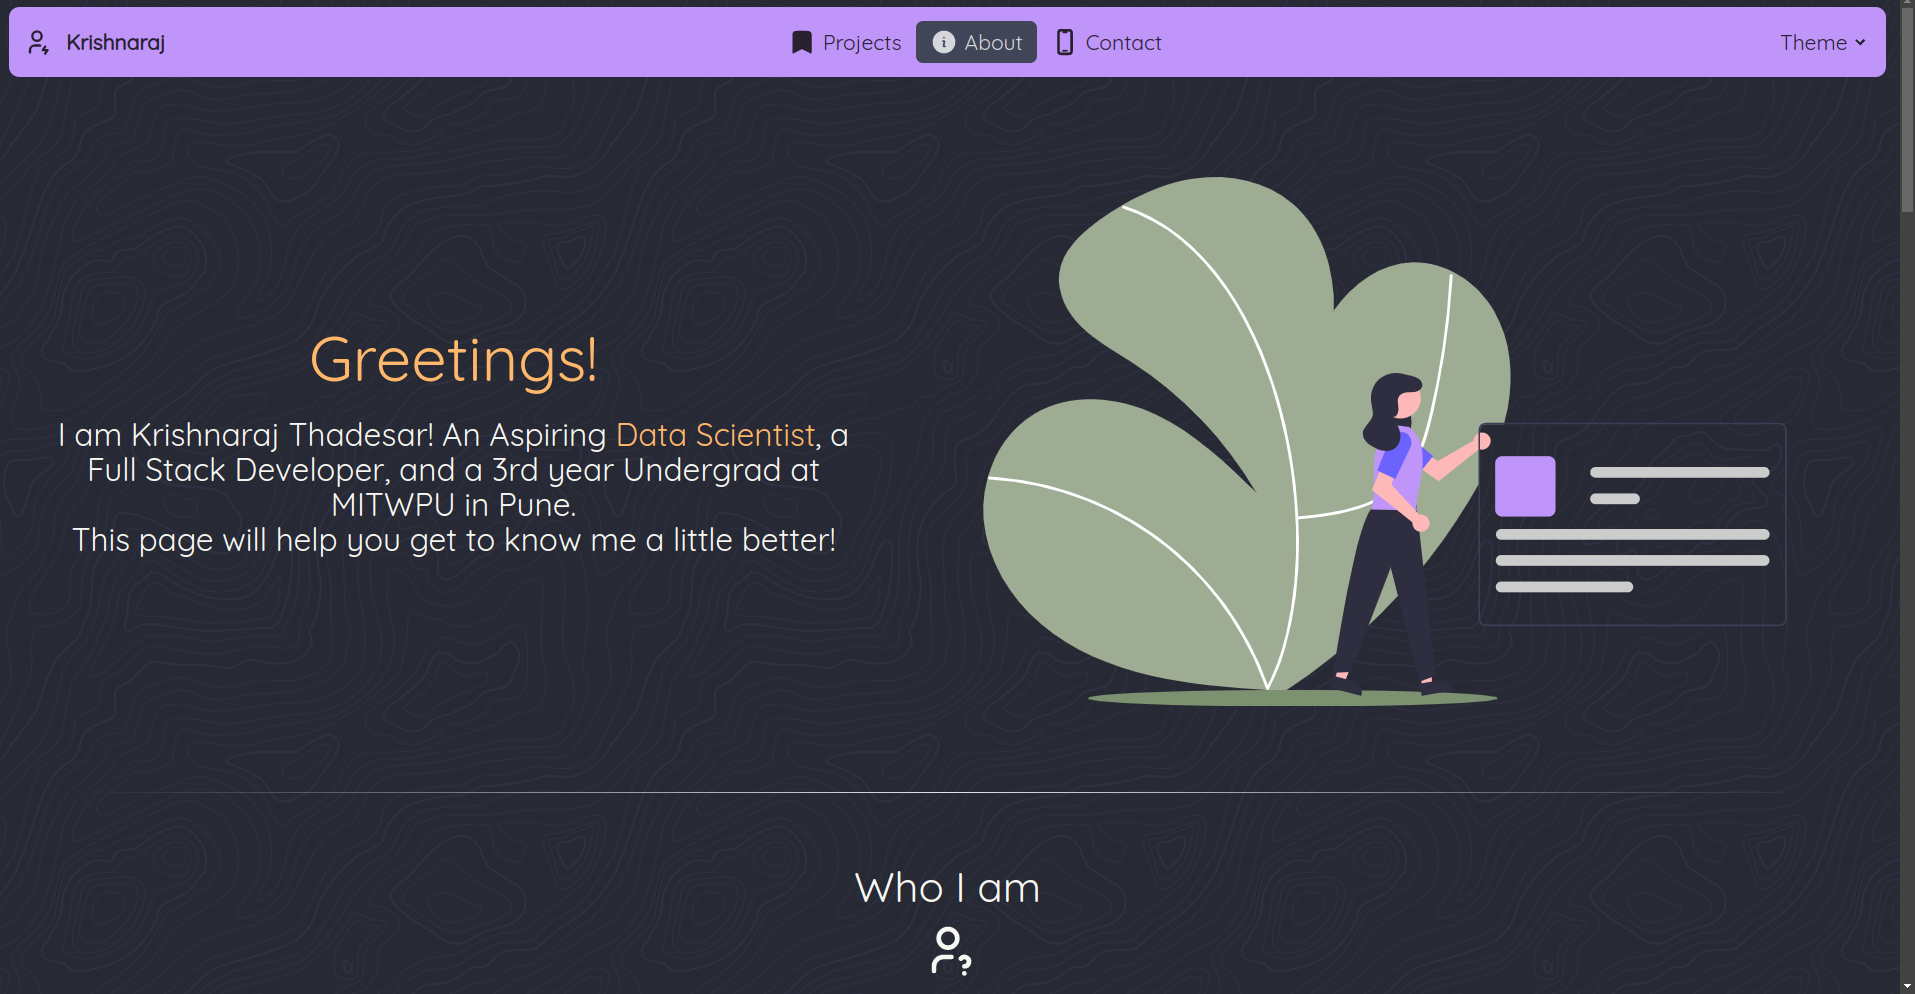 Krishnaraj
Projects
About
Contact
Theme
Greetings!
I am Krishnaraj Thadesar! An Aspiring Data Scientist, a
Full Stack Developer, and a 3rd year Undergrad at
MITWPU in Pune.
This page will help you get to know me a little better!
Who I am